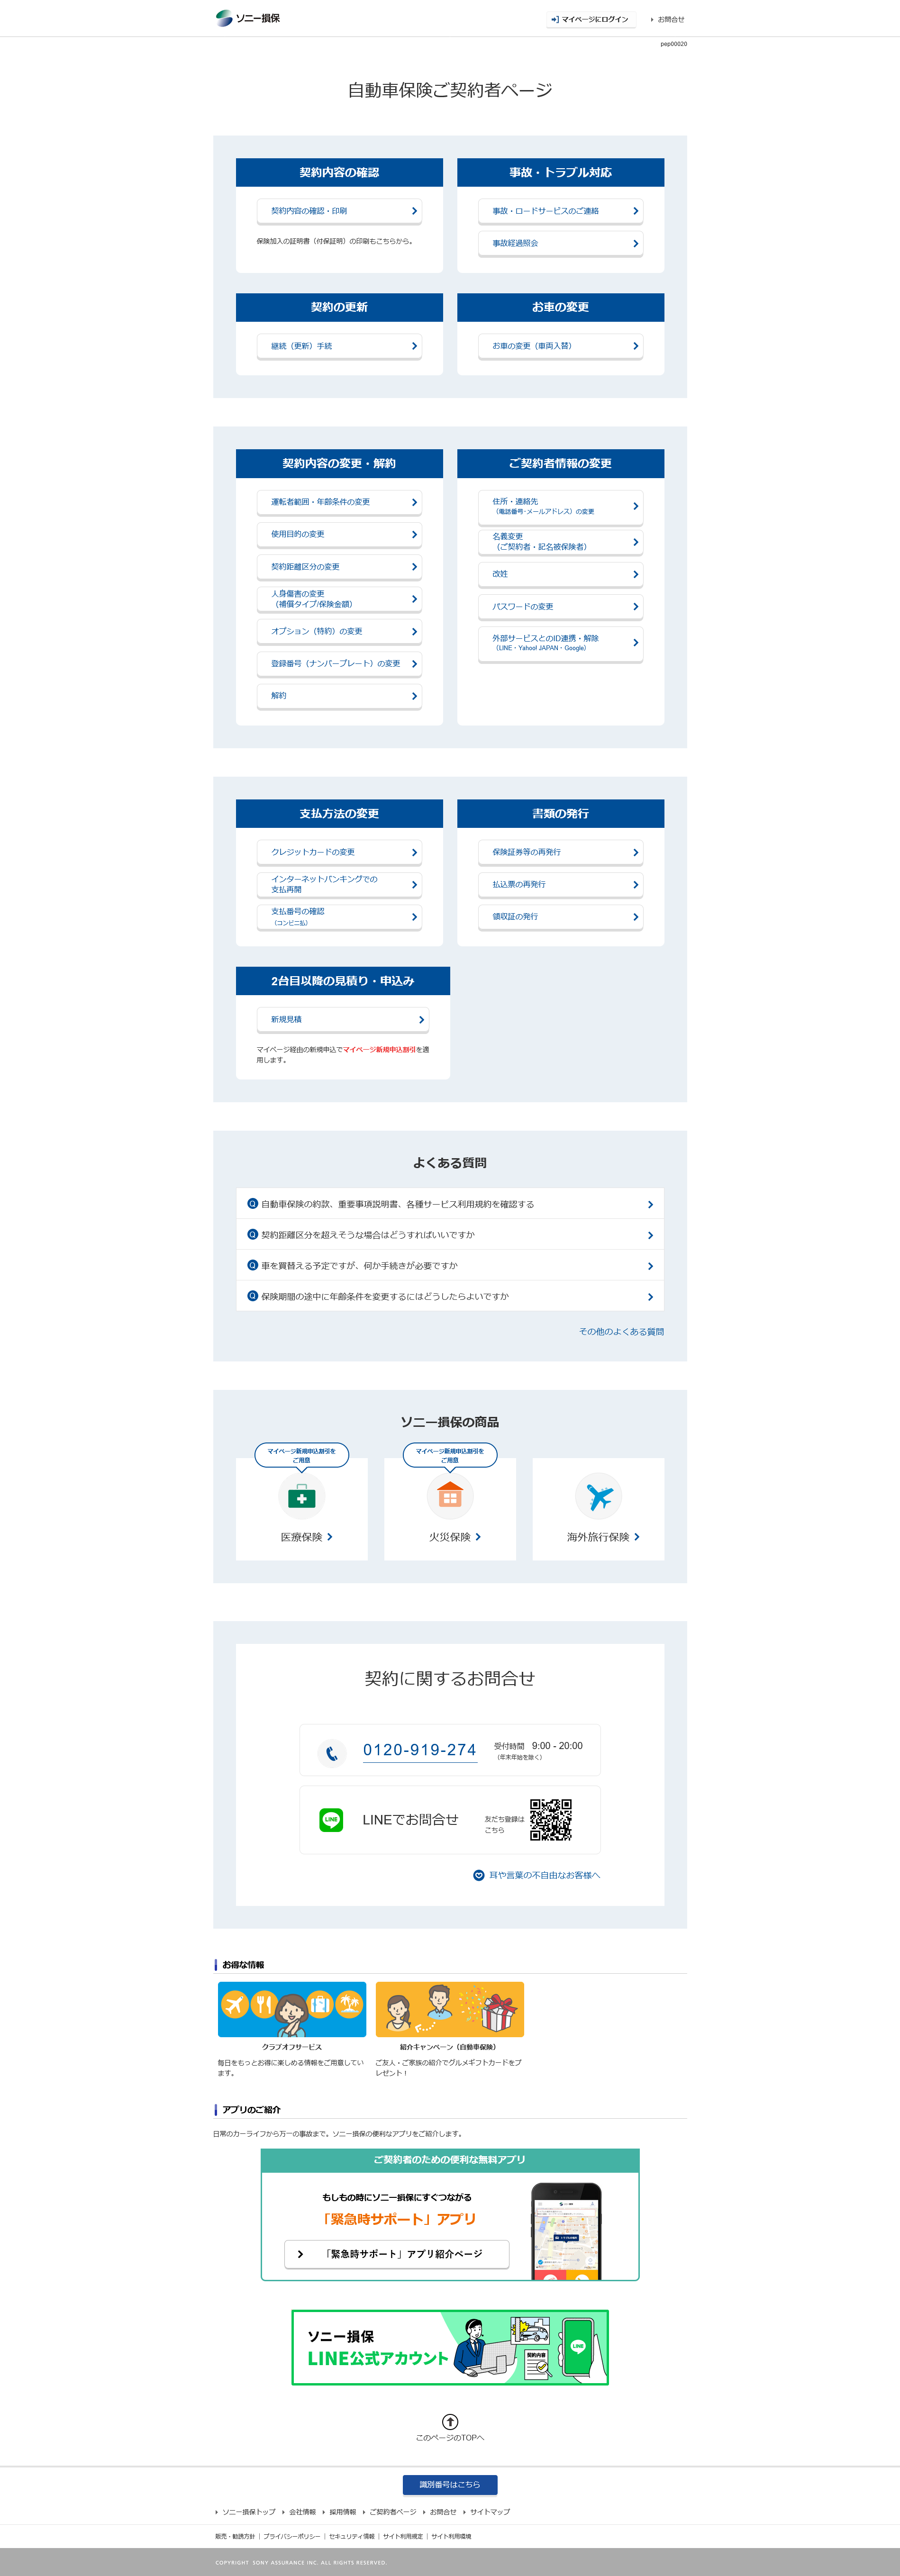 ソニー損保
マイページにログイン
お問合せ
pep00020
自動車保険ご契約者ページ
契約内容の確認
契約内容の確認・印刷
保険加入の証明書（付保証明）の印刷もこちらから。
事故・トラブル対応
事故・ロードサービスのご連絡
事故経過照会
契約の更新
継続（更新）手続
お車の変更
お車の変更（車両入替）
契約内容の変更・解約
運転者範囲・年齢条件の変更
使用目的の変更
契約距離区分の変更
人身傷害の変更
（補償タイプ/保険金額）
オプション（特約）の変更
登録番号（ナンバープレート）の変更
解約
ご契約者情報の変更
住所・連絡先
（電話番号･メールアドレス）の変更
名義変更
（ご契約者・記名被保険者）
改姓
パスワードの変更
外部サービスとのID連携・解除
（LINE・Yahoo! JAPAN・Google）
支払方法の変更
クレジットカードの変更
インターネットバンキングでの
支払再開
支払番号の確認
（コンビニ払）
書類の発行
保険証券等の再発行
払込票の再発行
領収証の発行
2台目以降の見積り・申込み
新規見積
マイページ経由の新規申込でマイページ新規申込割引を適
用します。
よくある質問
Q 自動車保険の約款、重要事項説明書、各種サービス利用規約を確認する
Q 契約距離区分を超えそうな場合はどうすればいいですか
Q 車を買替える予定ですが、何か手続きが必要ですか
Q 保険期間の途中に年齢条件を変更するにはどうしたらよいですか
その他のよくある質問
ソニー損保の商品
マイページ新規申込割引を
ご用意
医療保険
マイページ新規申込割引を
ご用意
火災保険
海外旅行保険
契約に関するお問合せ
0120-919-274
受付時間 9:00 - 20:00
（年末年始を除く）
LINE
LINEでお問合せ
友だち登録は
こちら
耳や言葉の不自由なお客様へ
お得な情報
クラブオフサービス
毎日をもっとお得に楽しめる情報をご用意してい
ます。
紹介キャンペーン（自動車保険）
ご友人・ご家族の紹介でグルメギフトカードをプ
レゼント！
アプリのご紹介
日常のカーライフから万一の事故まで。ソニー損保の便利なアプリをご紹介します。
ご契約者のための便利な無料アプリ
もしもの時にソニー損保にすぐつながる
「緊急時サポート」アプリ
「緊急時サポート」アプリ紹介ページ
ソニー損保
LINE公式アカウント
契約内容
LINE
このページのTOPへ
識別番号はこちら
ソニー損保トップ
会社情報
採用情報
ご契約者ページ
お問合せ
サイトマップ
販売・勧誘方針
プライバシーポリシー
セキュリティ情報
サイト利用規定
サイト利用環境
COPYRIGHT SONY ASSURANCE INC. ALL RIGHTS RESERVED.